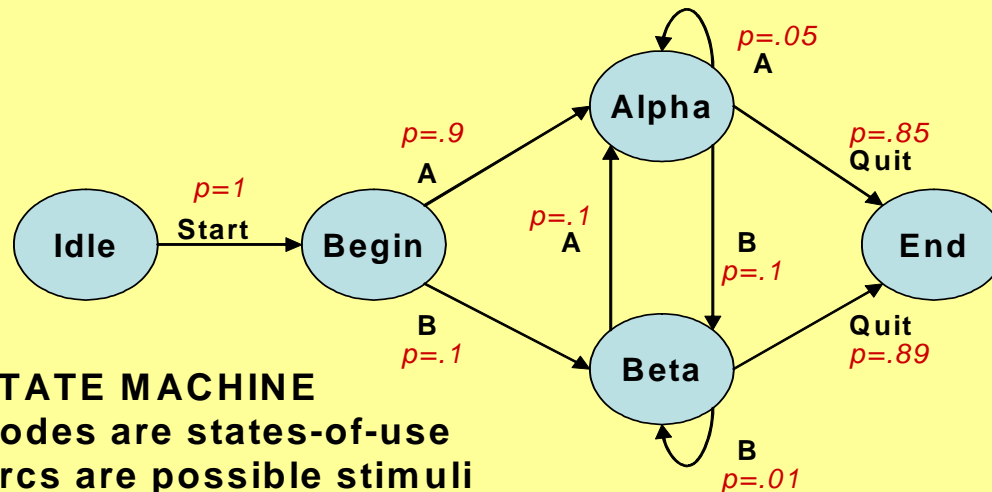 p=.05
A
Alpha
p=.9
A
p=.85
Quit
p=1
Start
Idle
Begin
p=.1
A
B
p=.1
End
B
p=.1
Quit
p=.89
Beta
TATE MACHINE
odes are states-of-use
rcs are possible stimuli
B
p=.01